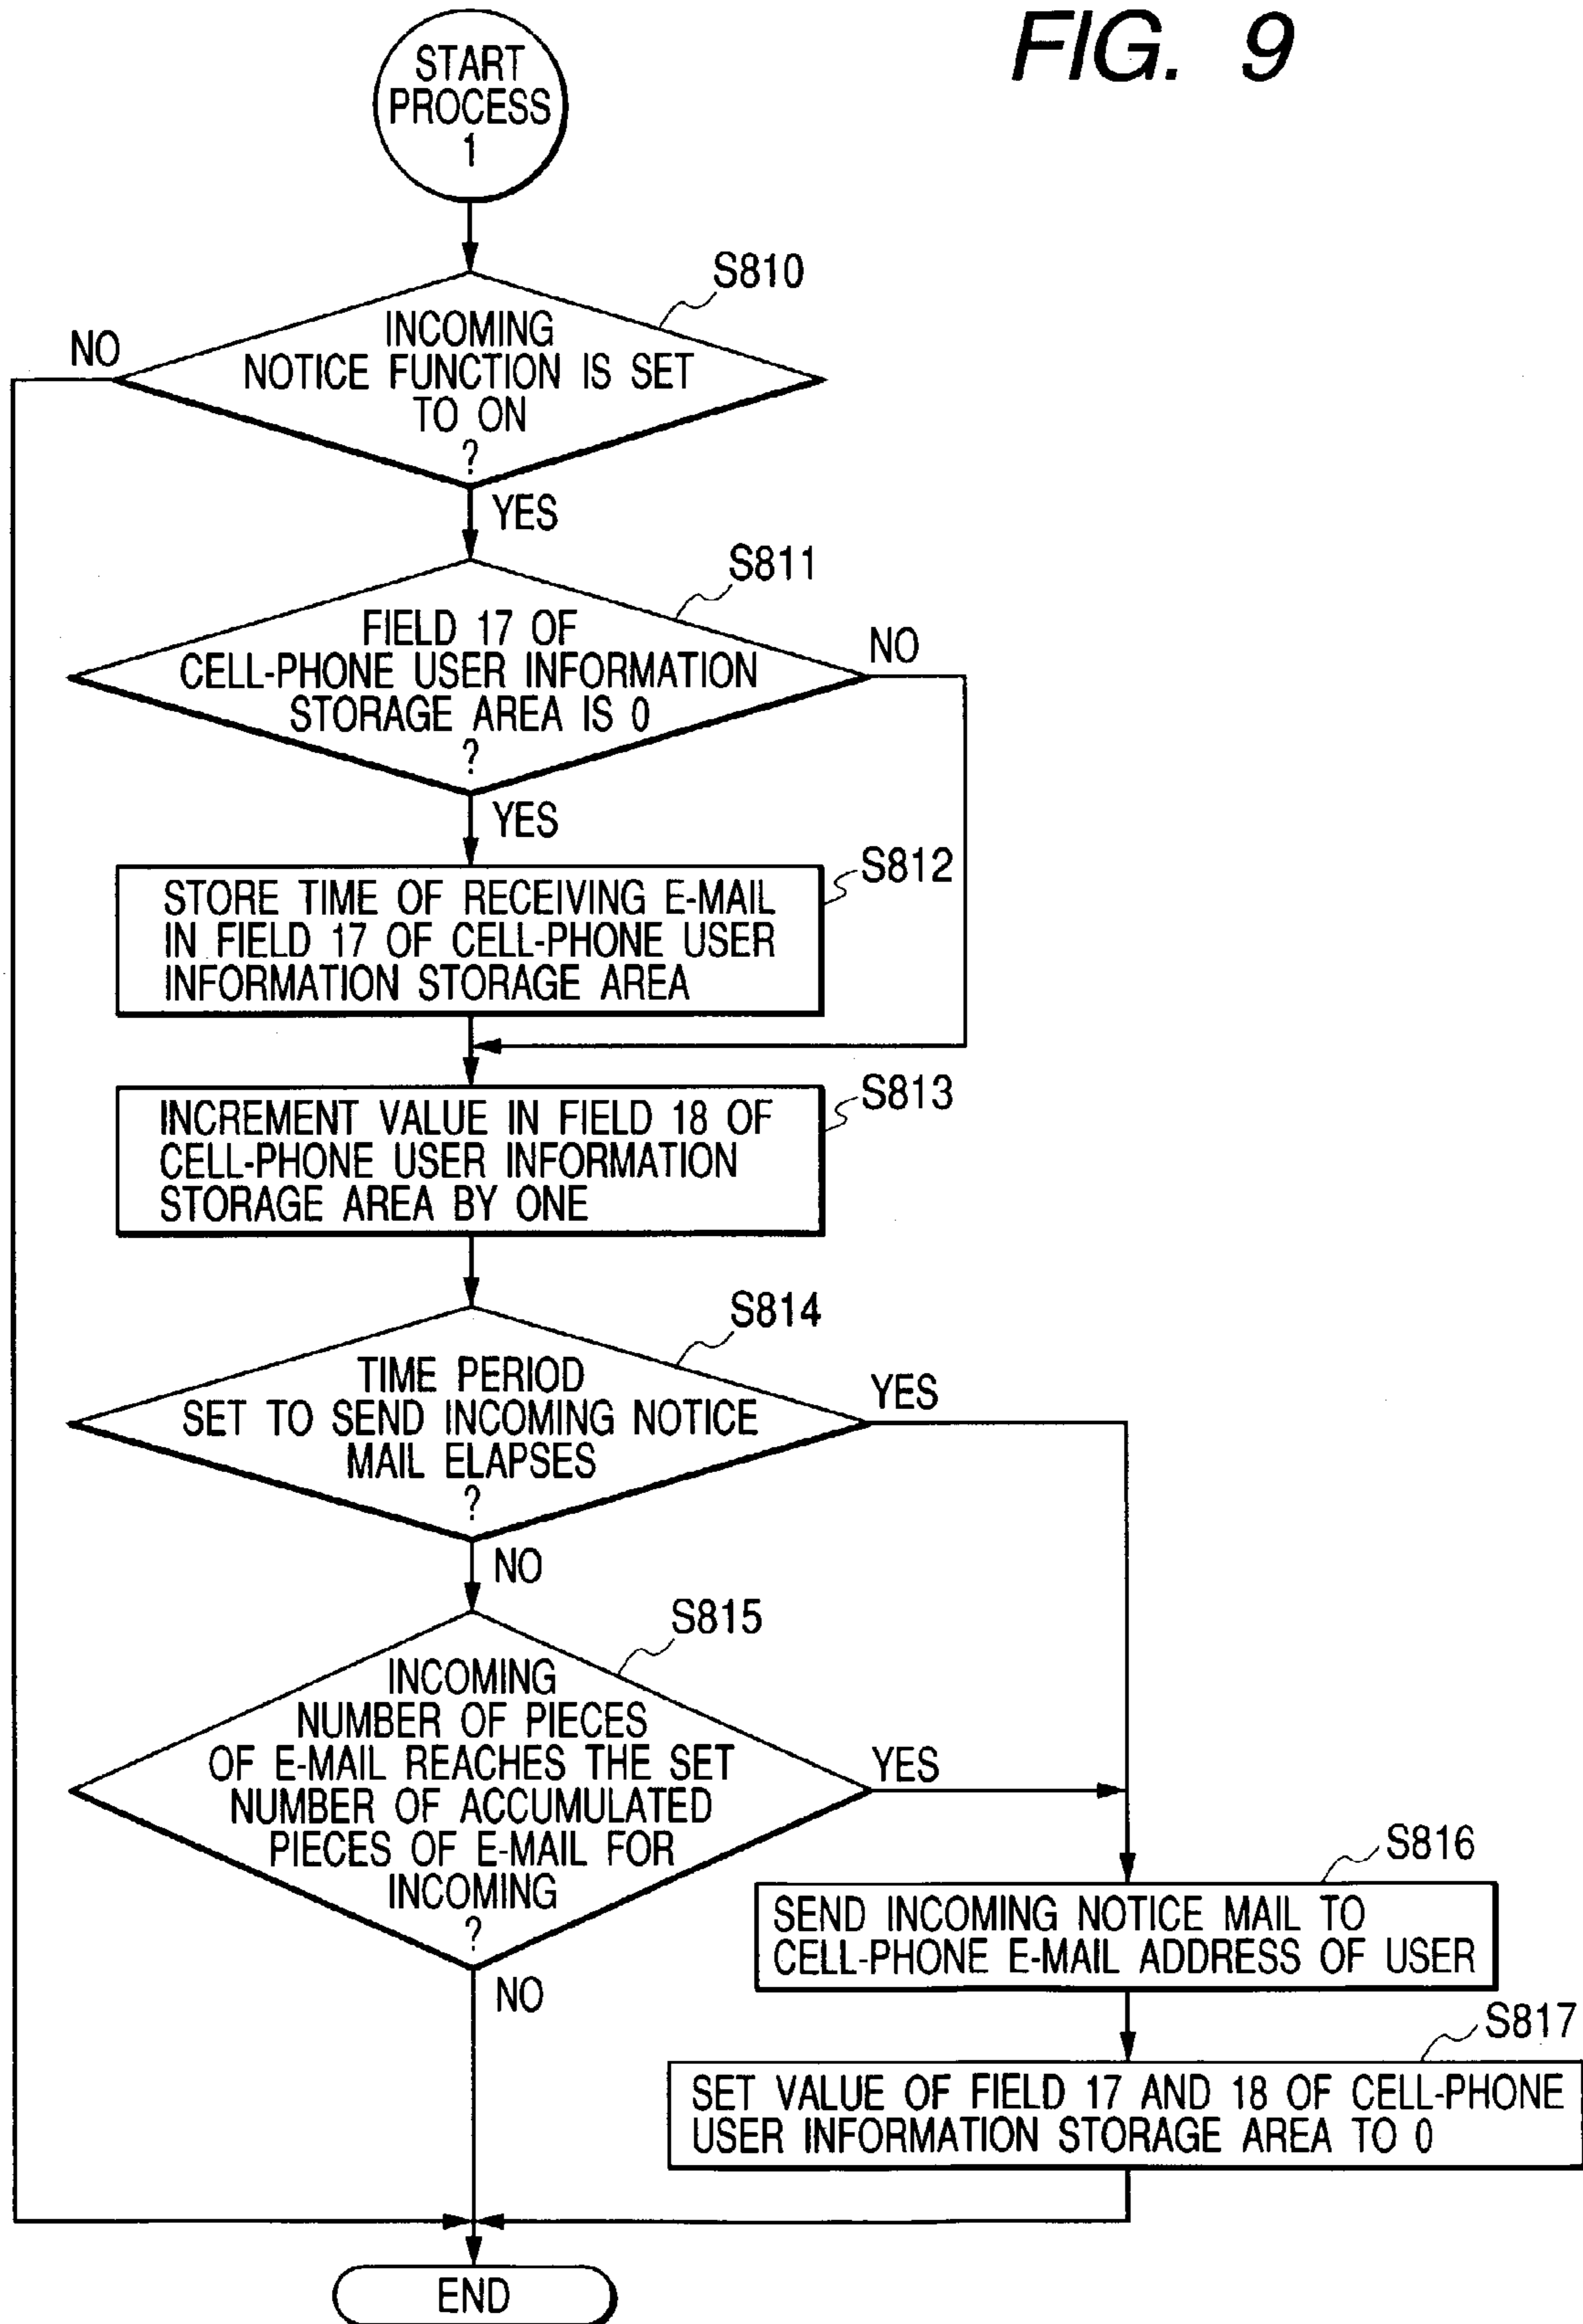 FIG. 9
START
PROCESS
1
S810
INCOMING
NOTICE FUNCTION IS SET
TO ON
?
NO
YES
S811
FIELD 17 OF
CELL-PHONE USER INFORMATION
STORAGE AREA IS 0
?
NO
YES
S812
STORE TIME OF RECEIVING E-MAIL
IN FIELD 17 OF CELL-PHONE USER
INFORMATION STORAGE AREA
S813
INCREMENT VALUE IN FIELD 18 OF
CELL-PHONE USER INFORMATION
STORAGE AREA BY ONE
S814
TIME PERIOD
SET TO SEND INCOMING NOTICE
MAIL ELAPSES
?
YES
NO
S815
INCOMING
NUMBER OF PIECES
OF E-MAIL REACHES THE SET
NUMBER OF ACCUMULATED
PIECES OF E-MAIL FOR
INCOMING
?
YES
NO
S816
SEND INCOMING NOTICE MAIL TO
CELL-PHONE E-MAIL ADDRESS OF USER
S817
SET VALUE OF FIELD 17 AND 18 OF CELL-PHONE
USER INFORMATION STORAGE AREA TO 0
END